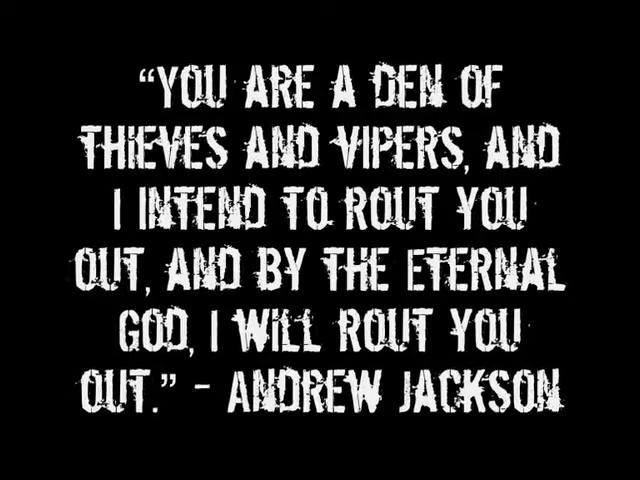 “YOU ARE A DEN OF
THIEVES AND VIPERS, AND
I INTEND TO ROUT YOU
OUT, AND BY THE ETERNAL
GOD, I WILL ROUT YOU
OUT.” - ANDREW JACKSON